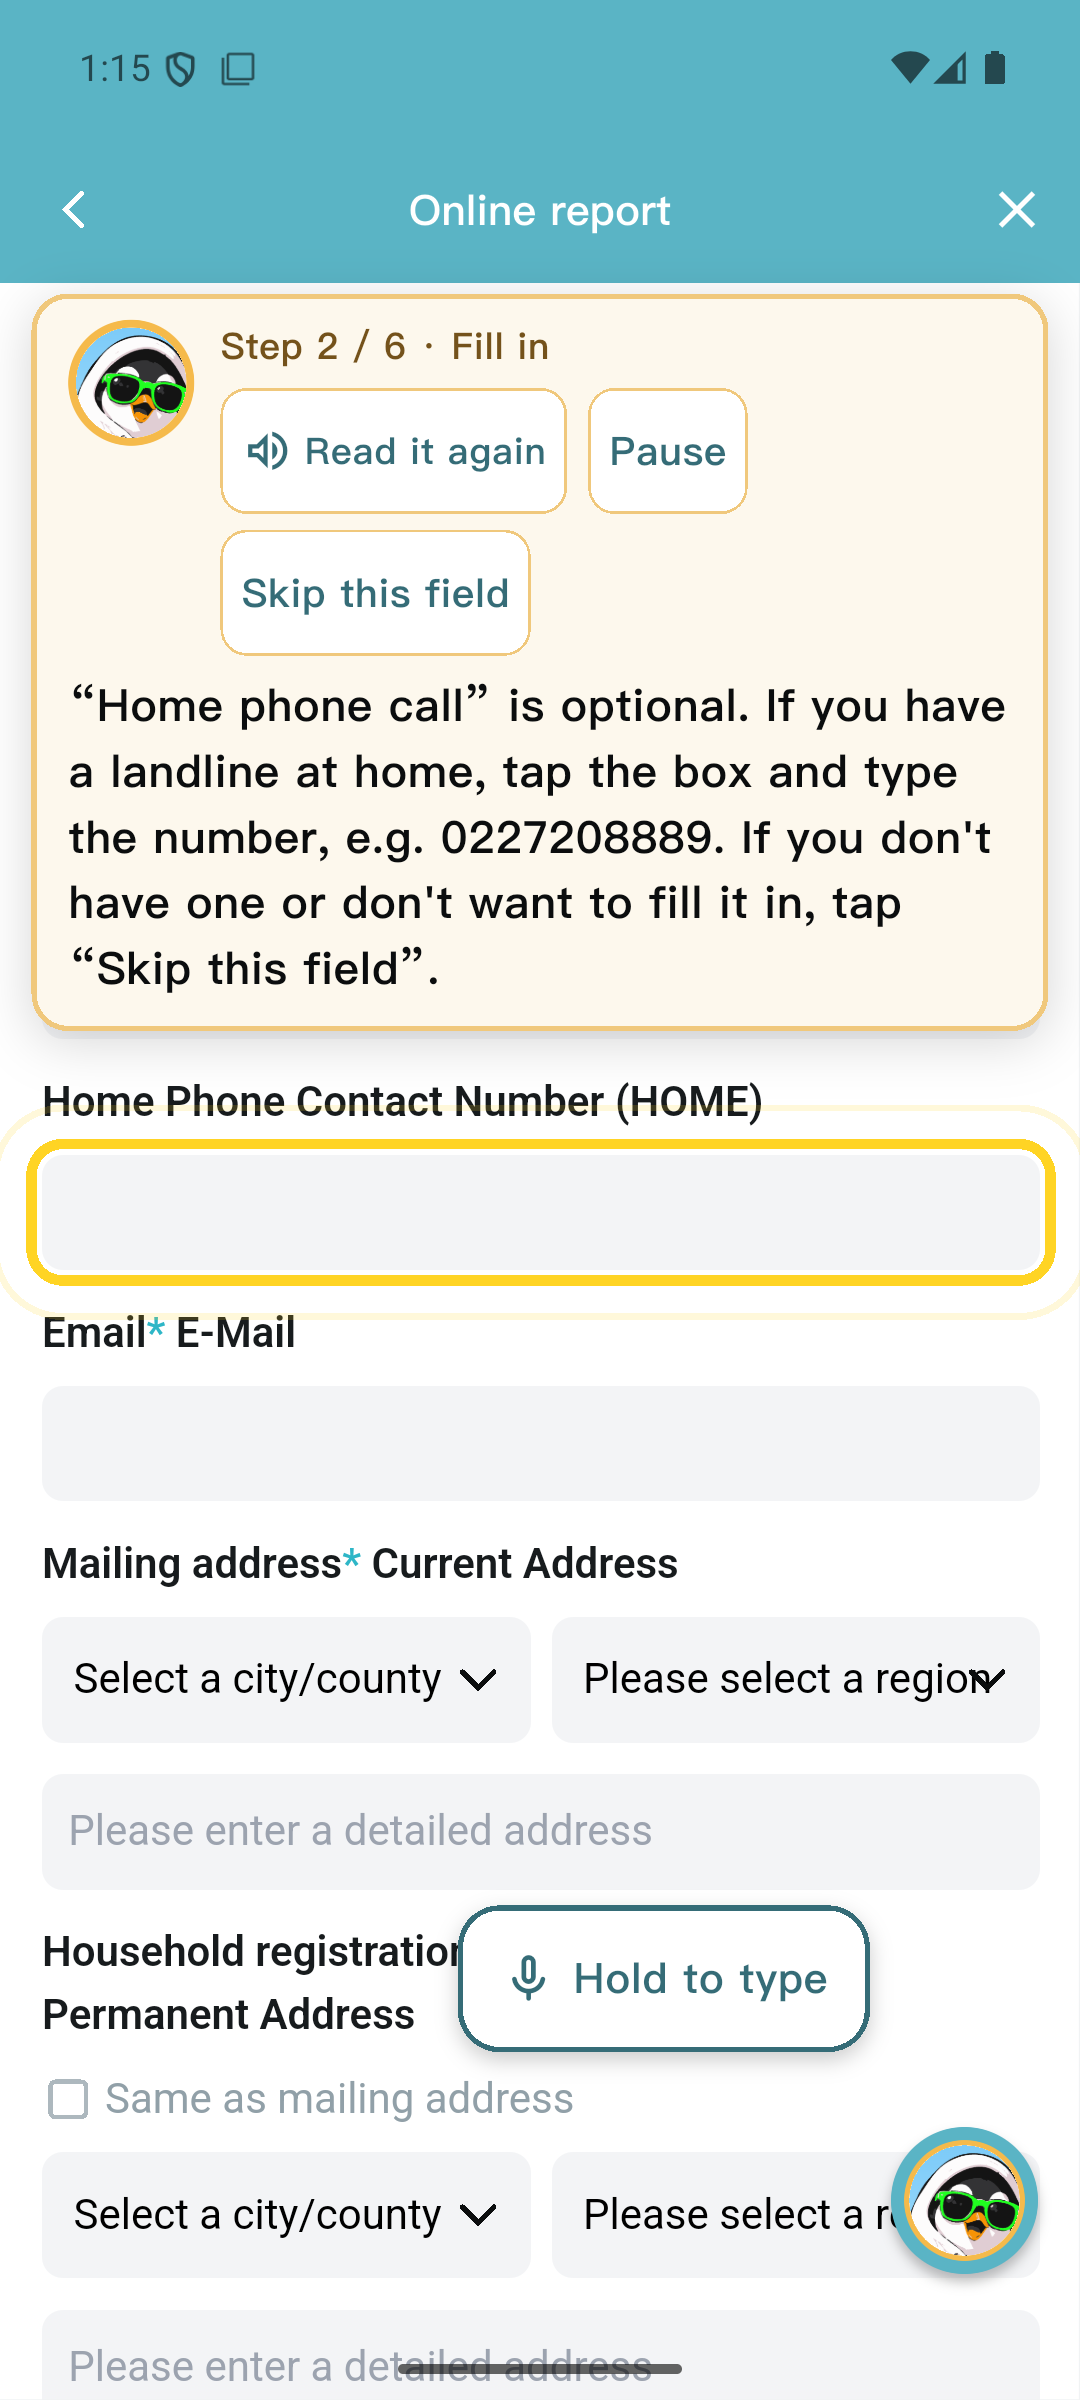 1:15
Online report
Step 2 / 6 · Fill in
Read it again
Pause
Skip this field
“Home phone call” is optional. If you have
a landline at home, tap the box and type
the number, e.g. 0227208889. If you don't
have one or don't want to fill it in, tap
“Skip this field”.
Home Phone Contact Number (HOME)
Email* E-Mail
Mailing address* Current Address
Select a city/county
Please select a region
Please enter a detailed address
Household registration
Permanent Address
Hold to type
Same as mailing address
Select a city/county
Please select a
Please enter a detailed address